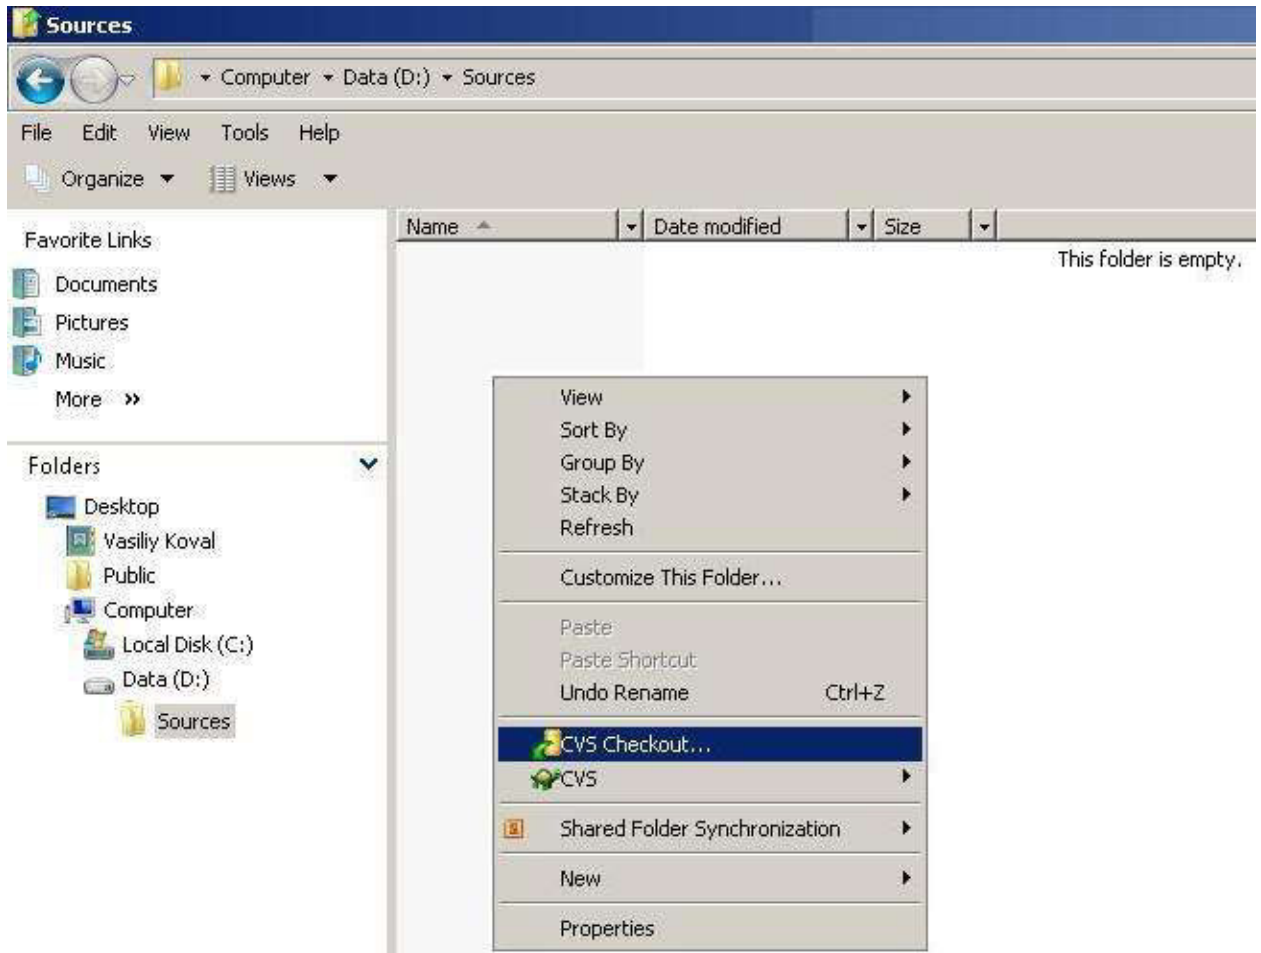 Sources
Computer Data (D:) Sources
File Edit View Tools Help
Organize Views
Favorite Links
Documents
Pictures
Music
More »
Folders
Desktop
Vasiliy Koval
Public
Computer
Local Disk (C:)
Data (D:)
Sources
Name Date modified Size
This folder is empty.
View
Sort By
Group By
Stack By
Refresh
Customize This Folder...
Paste
Paste Shortcut
Undo Rename Ctrl+Z
CVS Checkout...
CVS
Shared Folder Synchronization
New
Properties